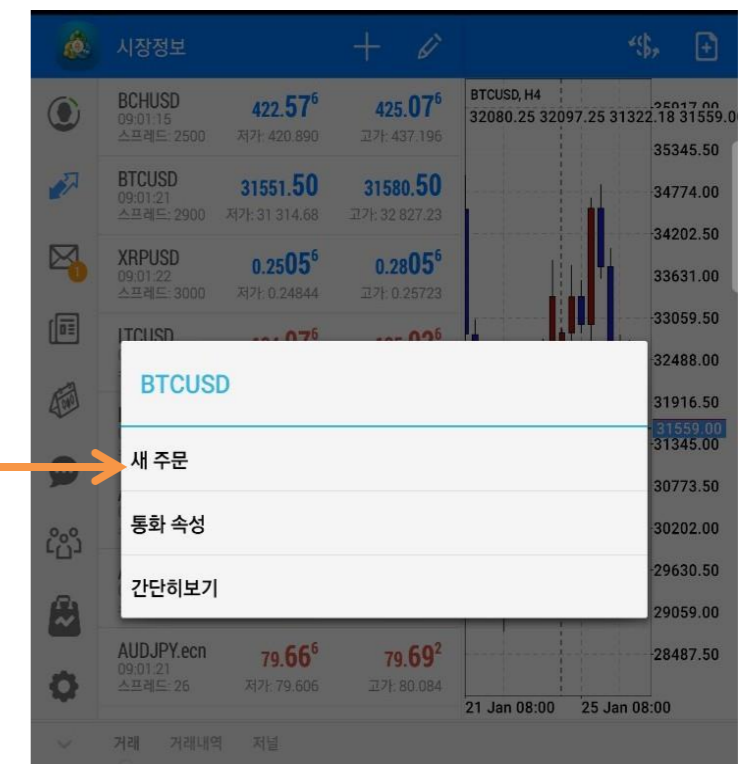 시장정보
BCHUSD
09:01:15
스프레드: 2500
422.57⁶
저가: 420.890
425.07⁶
고가: 437.196
BTCUSD
09:01:21
스프레드: 2900
31551.50
저가: 31 314.68
31580.50
고가: 32 827.23
XRPUSD
09:01:22
스프레드: 3000
0.2505⁶
저가: 0.24844
0.2805⁶
고가: 0.25723
LTCUSD
BTCUSD
새 주문
통화 속성
간단히보기
AUDJPY.ecn
09:01:21
스프레드: 26
79.66⁶
저가: 79.606
79.69²
고가: 80.084
BTCUSD, H4
32080.25 32097.25 31322.18 31559.0
35917.00
35345.50
34774.00
34202.50
33631.00
33059.50
32488.00
31916.50
31559.00
31345.00
30773.50
30202.00
29630.50
29059.00
28487.50
21 Jan 08:00 25 Jan 08:00
거래 거래내역 저널